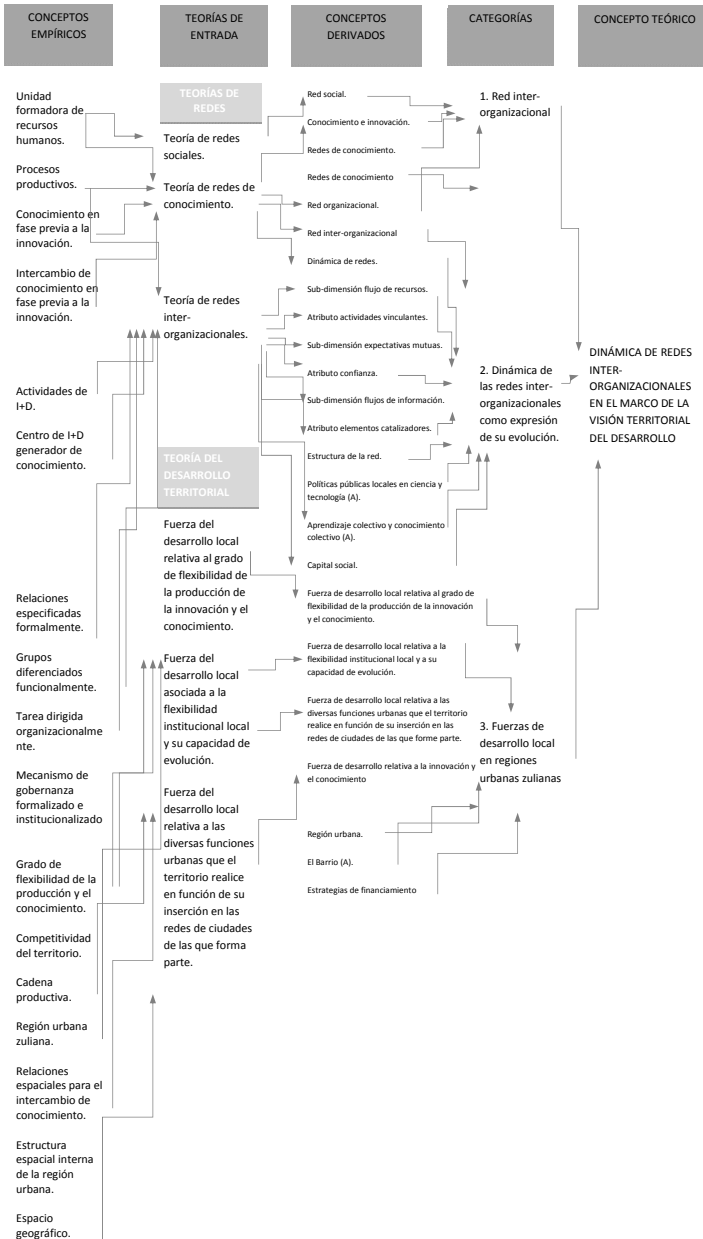 CONCEPTOS
EMPÍRICOS
TEORÍAS DE
ENTRADA
CONCEPTOS
DERIVADOS
CATEGORÍAS
CONCEPTO TEÓRICO
Unidad
formadora de
recursos
humanos.
Procesos
productivos.
Conocimiento en
fase previa a la
innovación.
Intercambio de
conocimiento en
fase previa a la
innovación.
Actividades de
I+D.
Centro de I+D
generador de
conocimiento.
Relaciones
especificadas
formalmente.
Grupos
diferenciados
funcionalmente.
Tarea dirigida
organizacionalme
nte.
Mecanismo de
gobernanza
formalizado e
institucionalizado
Grado de
flexibilidad de la
producción y el
conocimiento.
Competitividad
del territorio.
Cadena
productiva.
Región urbana
zuliana.
Relaciones
espaciales para el
intercambio de
conocimiento.
Estructura
espacial interna
de la región
urbana.
Espacio
geográfico.
TEORÍAS DE
REDES
Teoría de redes
sociales.
Teoría de redes de
conocimiento.
Teoría de redes
inter-
organizacionales.
TEORÍA DEL
DESARROLLO
TERRITORIAL
Fuerza del
desarrollo local
relativa al grado
de flexibilidad de
la producción de
la innovación y el
conocimiento.
Fuerza del
desarrollo local
asociada a la
flexibilidad
institucional local
y su capacidad de
evolución.
Fuerza del
desarrollo local
relativa a las
diversas funciones
urbanas que el
territorio realice
en función de su
inserción en las
redes de ciudades
de las que forma
parte.
Red social.
Conocimiento e innovación.
Redes de conocimiento.
Redes de conocimiento
Red organizacional.
Red inter-organizacional
Dinámica de redes.
Sub-dimensión flujo de recursos.
Atributo actividades vinculantes.
Sub-dimensión expectativas mutuas.
Atributo confianza.
Sub-dimensión flujos de información.
Atributo elementos catalizadores.
Estructura de la red.
Políticas públicas locales en ciencia y
tecnología (A).
Aprendizaje colectivo y conocimiento
colectivo (A).
Capital social.
Fuerza de desarrollo local relativa al grado de
flexibilidad de la producción de la innovación
y el conocimiento.
Fuerza de desarrollo local relativa a la
flexibilidad institucional local y a su
capacidad de evolución.
Fuerza de desarrollo local relativa a las
diversas funciones urbanas que el territorio
realice en función de su inserción en las
redes de ciudades de las que forme parte.
Fuerza de desarrollo relativa a la innovación y
el conocimiento
Región urbana.
El Barrio (A).
Estrategias de financiamiento
1. Red inter-
organizacional
2. Dinámica de
las redes inter-
organizacionales
como expresión
de su evolución.
3. Fuerzas de
desarrollo local
en regiones
urbanas zulianas
DINÁMICA DE REDES
INTER-
ORGANIZACIONALES
EN EL MARCO DE LA
VISIÓN TERRITORIAL
DEL DESARROLLO